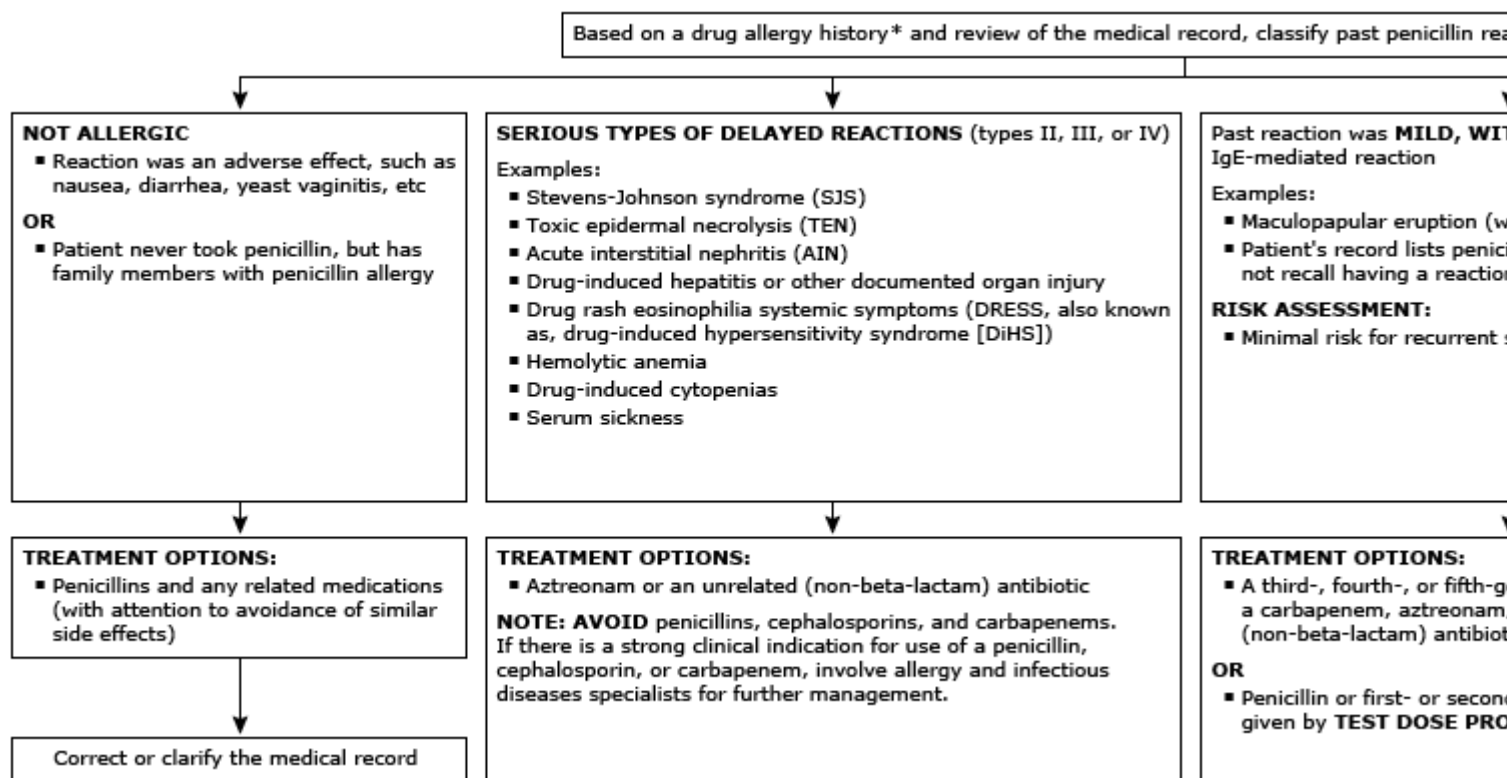 Based on a drug allergy history* and review of the medical record, classify past penicillin rea
NOT ALLERGIC
▪ Reaction was an adverse effect, such as
nausea, diarrhea, yeast vaginitis, etc
OR
▪ Patient never took penicillin, but has
family members with penicillin allergy
SERIOUS TYPES OF DELAYED REACTIONS (types II, III, or IV)
Examples:
▪ Stevens-Johnson syndrome (SJS)
▪ Toxic epidermal necrolysis (TEN)
▪ Acute interstitial nephritis (AIN)
▪ Drug-induced hepatitis or other documented organ injury
▪ Drug rash eosinophilia systemic symptoms (DRESS, also known
as, drug-induced hypersensitivity syndrome [DiHS])
▪ Hemolytic anemia
▪ Drug-induced cytopenias
▪ Serum sickness
Past reaction was MILD, WIT
IgE-mediated reaction
Examples:
▪ Maculopapular eruption (w
▪ Patient's record lists penici
not recall having a reaction
RISK ASSESSMENT:
▪ Minimal risk for recurrent s
TREATMENT OPTIONS:
▪ Penicillins and any related medications
(with attention to avoidance of similar
side effects)
Correct or clarify the medical record
TREATMENT OPTIONS:
▪ Aztreonam or an unrelated (non-beta-lactam) antibiotic
NOTE: AVOID penicillins, cephalosporins, and carbapenems.
If there is a strong clinical indication for use of a penicillin,
cephalosporin, or carbapenem, involve allergy and infectious
diseases specialists for further management.
TREATMENT OPTIONS:
▪ A third-, fourth-, or fifth-ge
a carbapenem, aztreonam,
(non-beta-lactam) antibiot
OR
▪ Penicillin or first- or second
given by TEST DOSE PRO